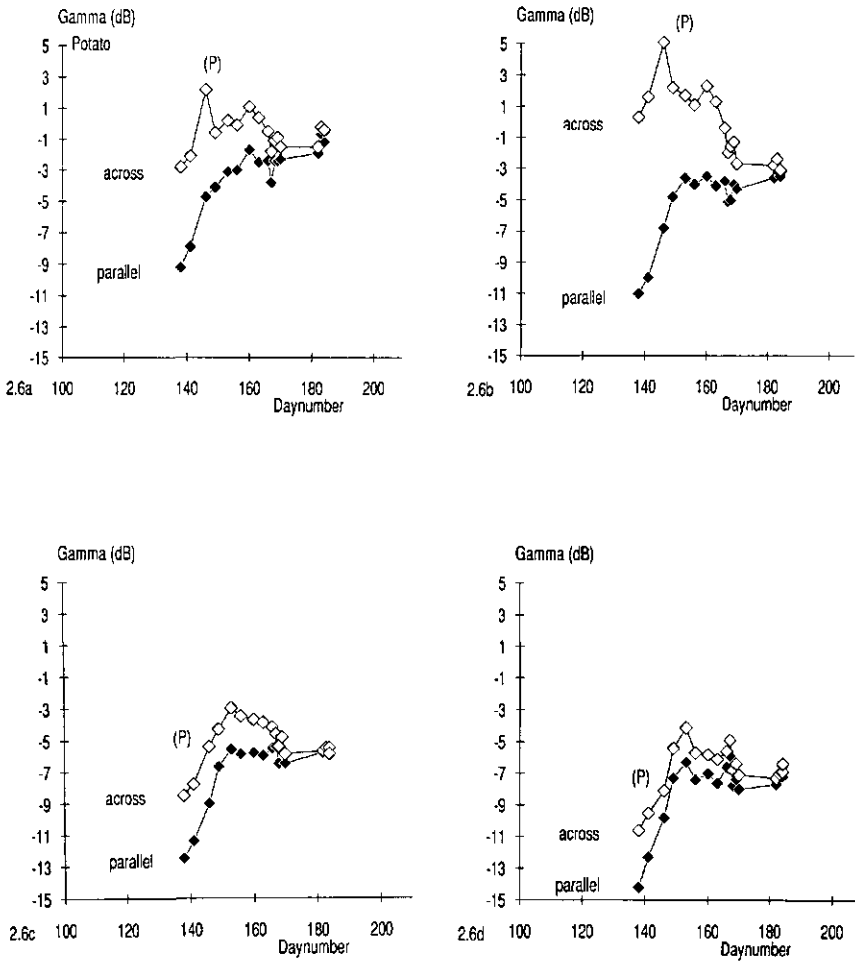 Gamma (dB)
Potato
(P)
5
3
1
-1
-3
-5
-7
-9
-11
-13
-15
across
parallel
100 120 140 160 180 200
2.6a
Daynumber
Gamma (dB)
(P)
5
3
1
-1
-3
-5
-7
-9
-11
-13
-15
across
parallel
100 120 140 160 180 200
2.6b
Daynumber
Gamma (dB)
5
3
1
-1
-3
-5
-7
-9
-11
-13
-15
(P)
across
parallel
100 120 140 160 180 200
2.6c
Daynumber
Gamma (dB)
5
3
1
-1
-3
-5
-7
-9
-11
-13
-15
(P)
across
parallel
100 120 140 160 180 200
2.6d
Daynumber